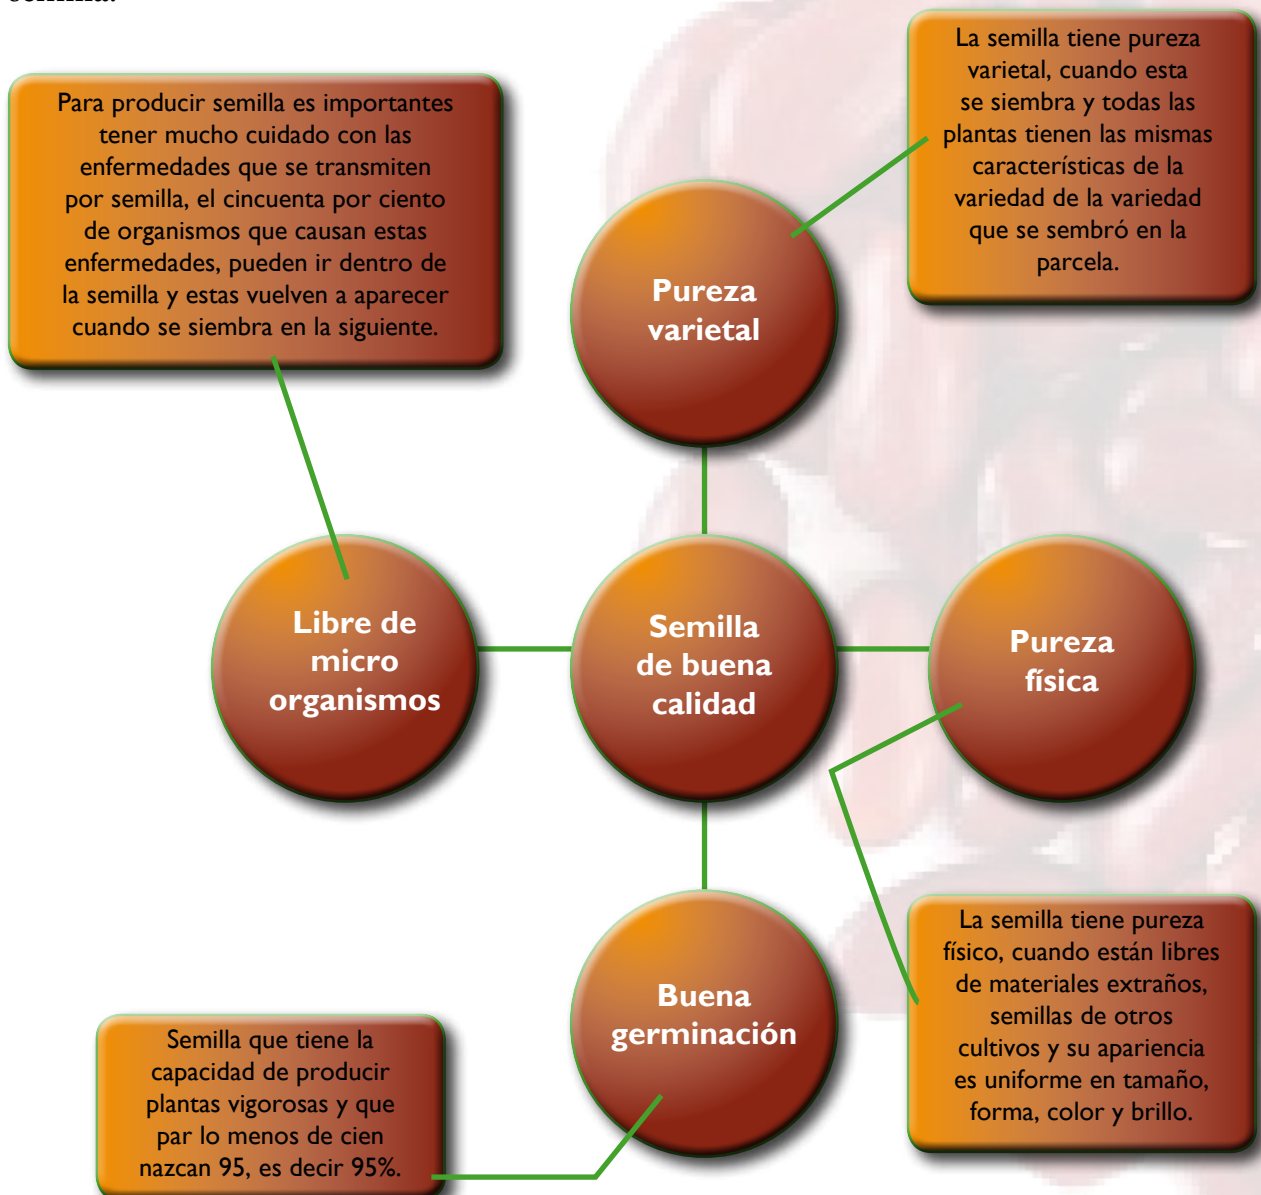 semilla.
Para producir semilla es importantes
tener mucho cuidado con las
enfermedades que se transmiten
por semilla, el cincuenta por ciento
de organismos que causan estas
enfermedades, pueden ir dentro de
la semilla y estas vuelven a aparecer
cuando se siembra en la siguiente.
La semilla tiene pureza
varietal, cuando esta
se siembra y todas las
plantas tienen las mismas
características de la
variedad de la variedad
que se sembró en la
parcela.
Pureza
varietal
Libre de
micro
organismos
Semilla
de buena
calidad
Pureza
física
Buena
germinación
La semilla tiene pureza
físico, cuando están libres
de materiales extraños,
semillas de otros
cultivos y su apariencia
es uniforme en tamaño,
forma, color y brillo.
Semilla que tiene la
capacidad de producir
plantas vigorosas y que
par lo menos de cien
nazcan 95, es decir 95%.